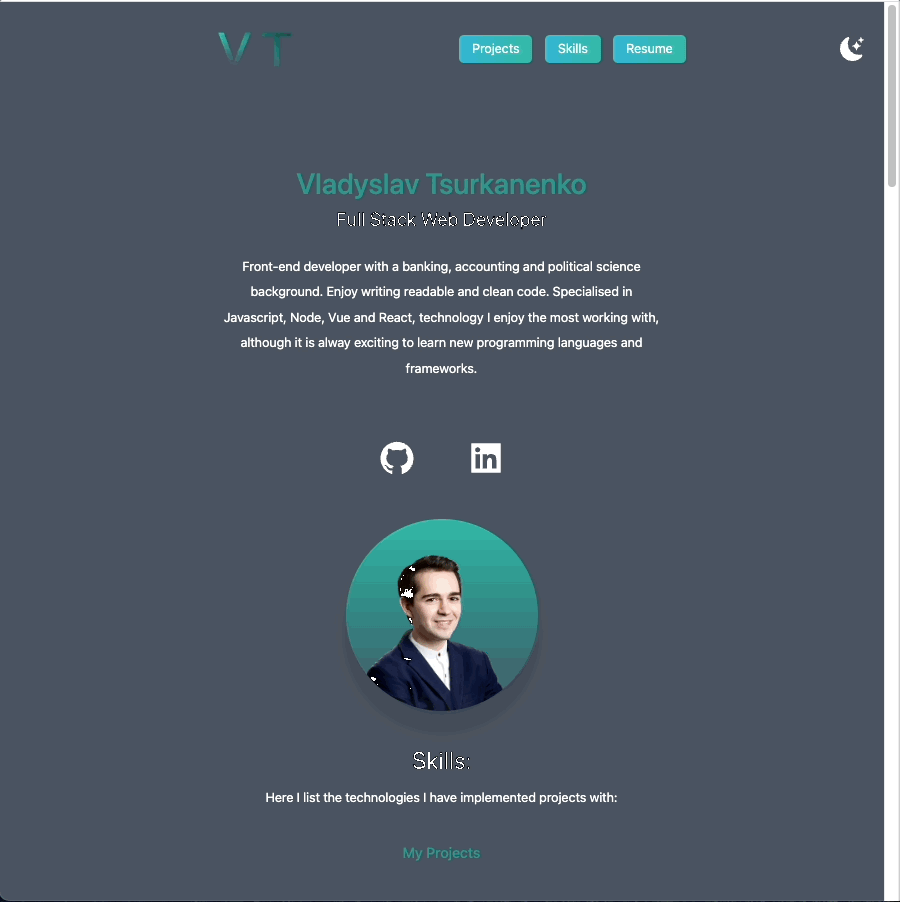 V T
Projects Skills Resume
Vladyslav Tsurkanenko
Full Stack Web Developer
Front-end developer with a banking, accounting and political science
background. Enjoy writing readable and clean code. Specialised in
Javascript, Node, Vue and React, technology I enjoy the most working with,
although it is alway exciting to learn new programming languages and
frameworks.
in
Skills:
Here I list the technologies I have implemented projects with:
My Projects